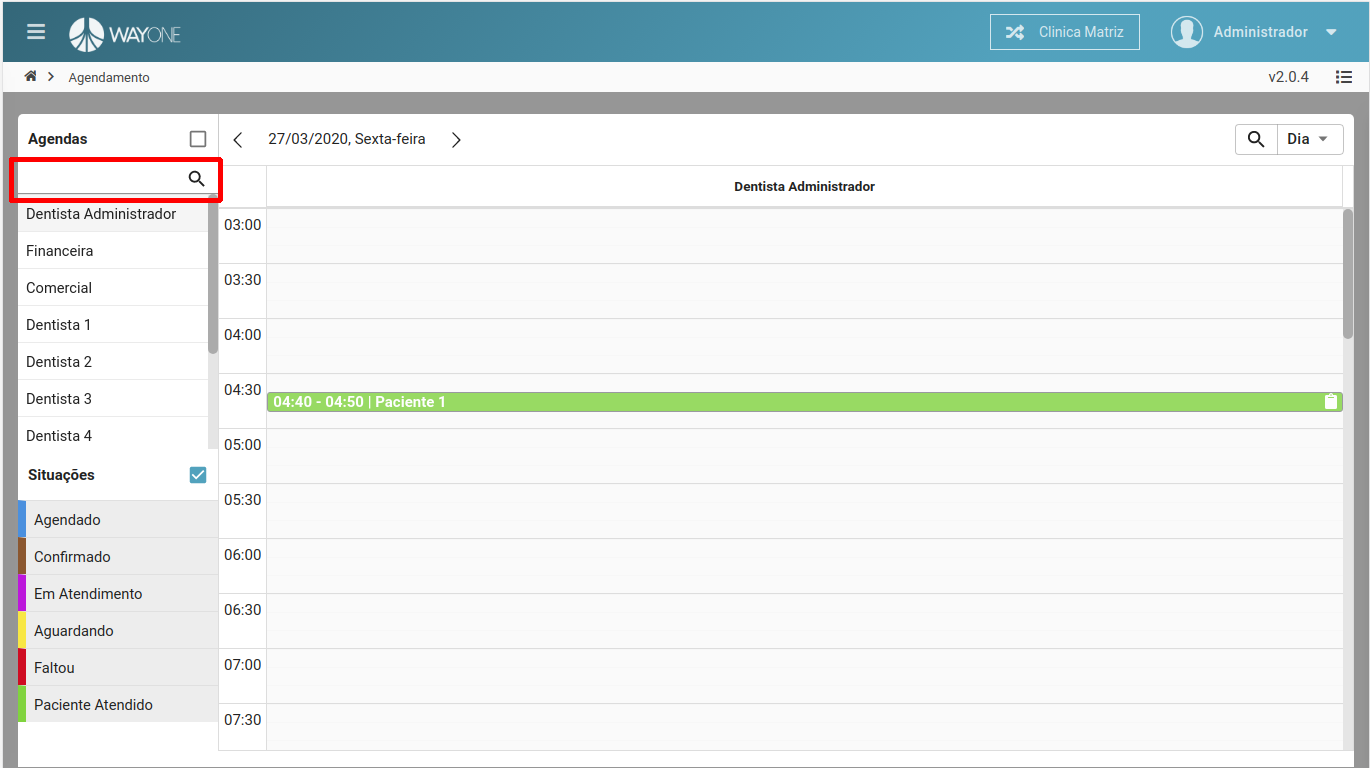 WAYONE
Clinica Matriz
Administrador
Agendamento
v2.0.4
Agendas
27/03/2020, Sexta-feira
Dia
Dentista Administrador
Dentista Administrador
Financeira
Comercial
Dentista 1
Dentista 2
Dentista 3
Dentista 4
Situações
Agendado
Confirmado
Em Atendimento
Aguardando
Faltou
Paciente Atendido
03:00
03:30
04:00
04:30
04:40 - 04:50 | Paciente 1
05:00
05:30
06:00
06:30
07:00
07:30